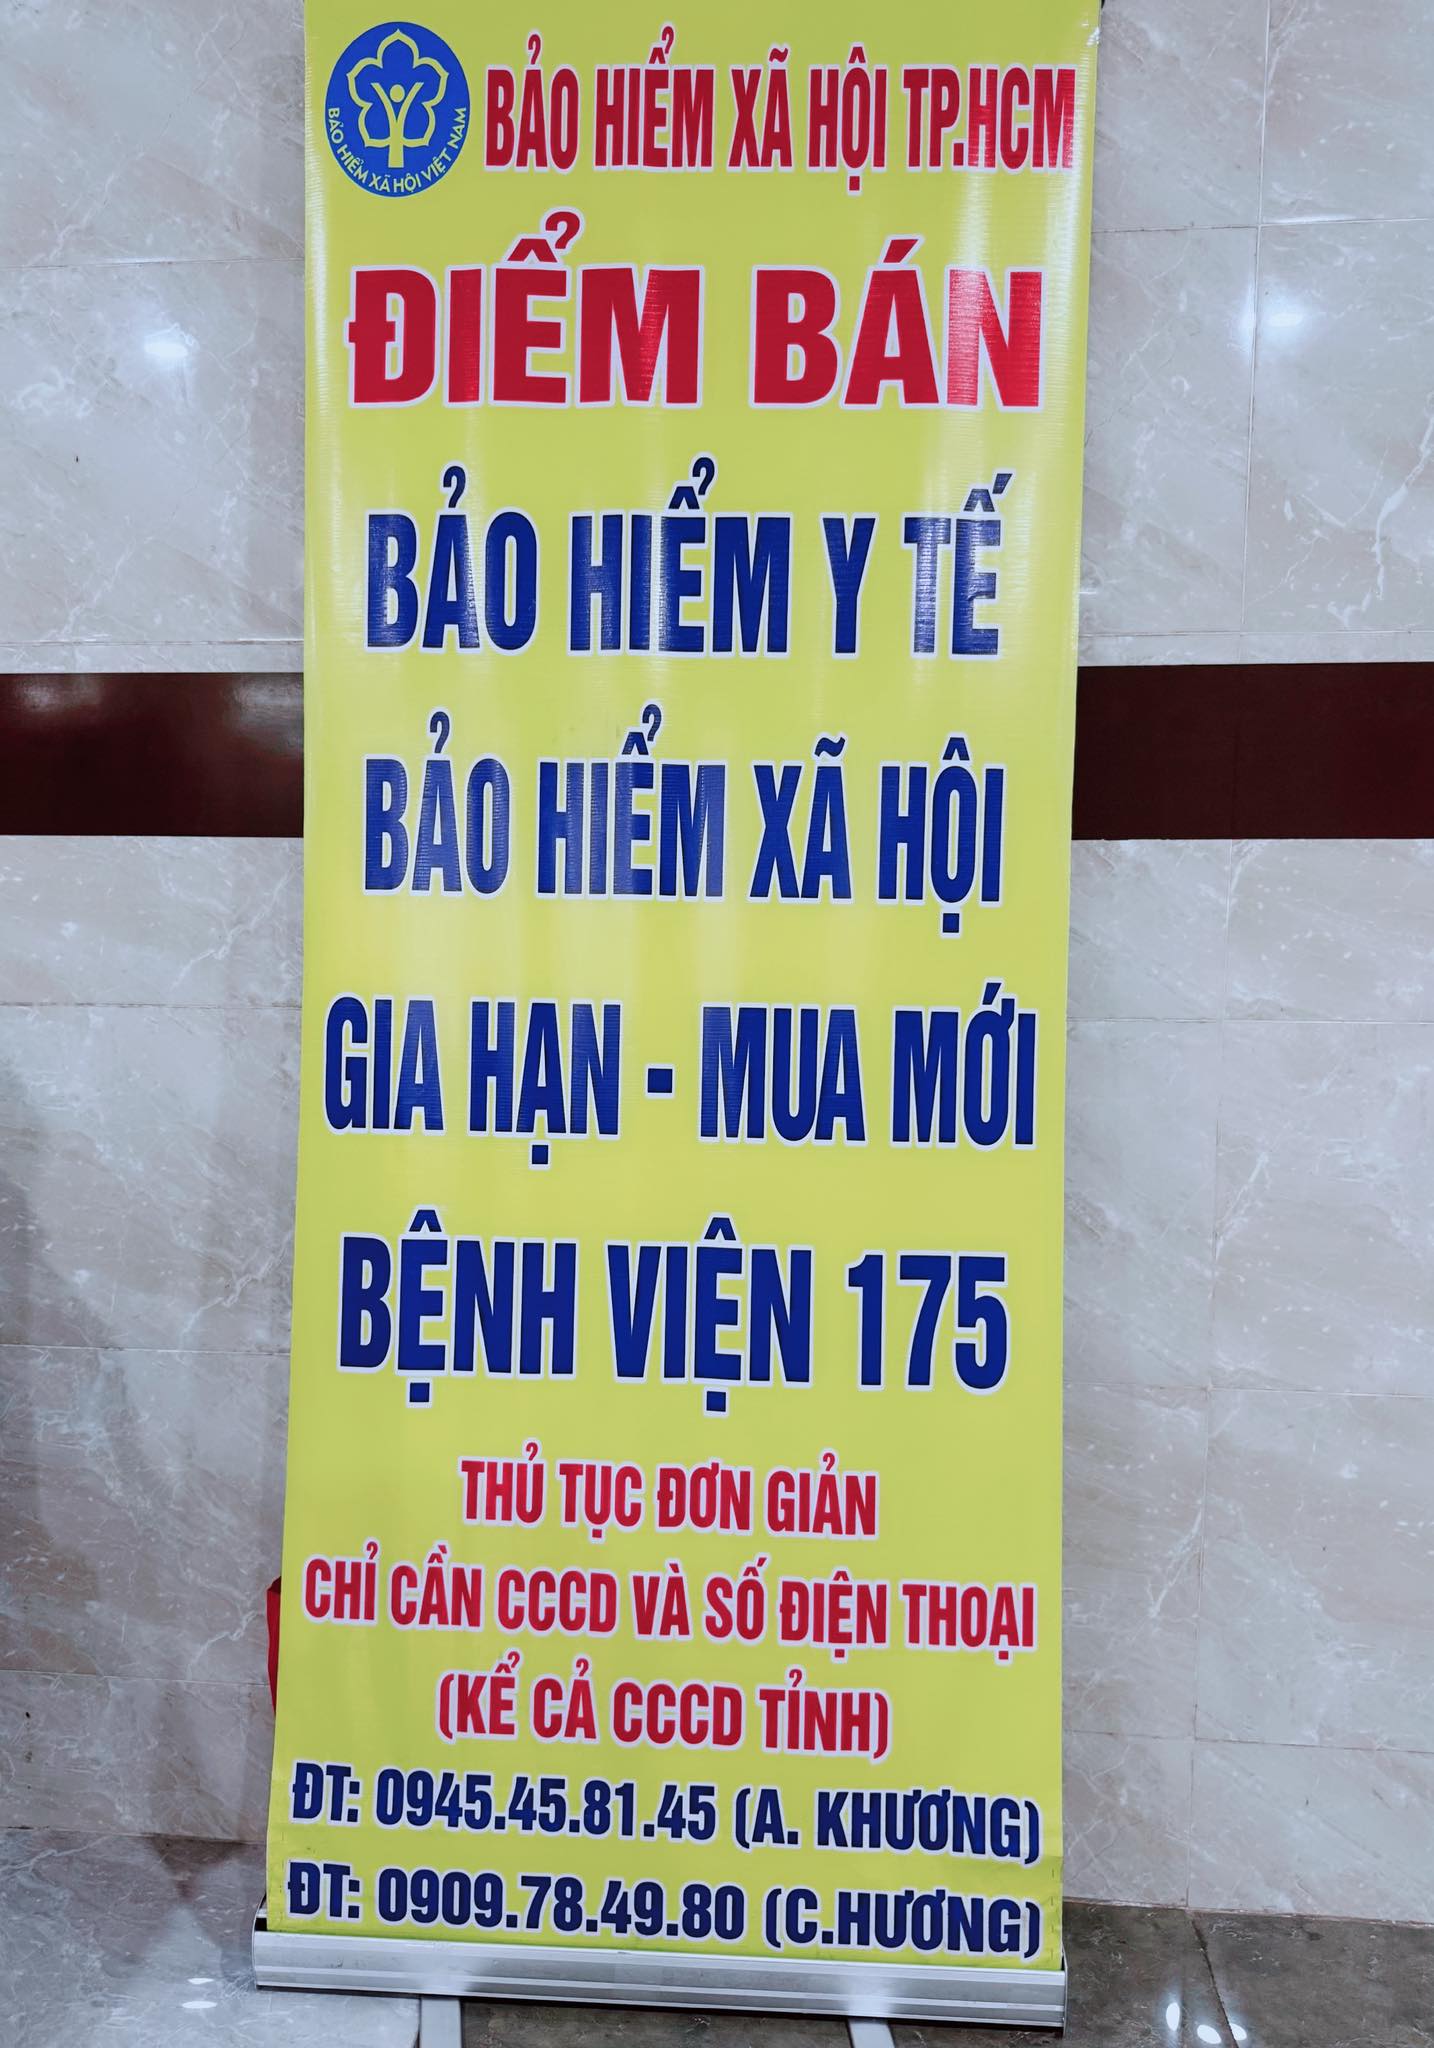 BẢO HIỂM XÃ HỘI VIỆT NAM
BẢO HIỂM XÃ HỘI TP.HCM
ĐIỂM BÁN
BẢO HIỂM Y TẾ
BẢO HIỂM XÃ HỘI
GIA HẠN - MUA MỚI
BỆNH VIỆN 175
THỦ TỤC ĐƠN GIẢN
CHỈ CẦN CCCD VÀ SỐ ĐIỆN THOẠI
(KỂ CẢ CCCD TỈNH)
ĐT: 0945.45.81.45 (A. KHƯƠNG)
ĐT: 0909.78.49.80 (C.HƯƠNG)